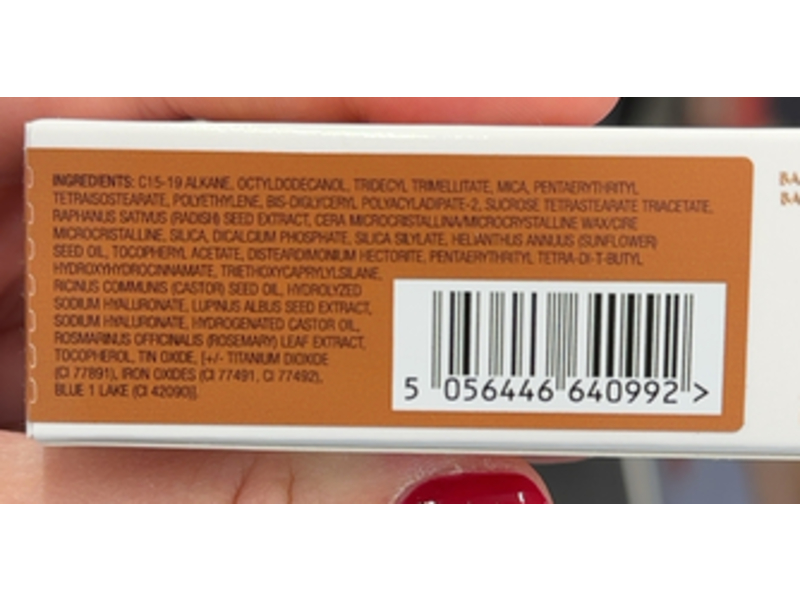 INGREDIENTS: C15-19 ALKANE, OCTYLDODECANOL, TRIDECYL TRIMELLITATE, MICA, PENTAERYTHRITYL
TETRAISOSTEARATE, POLYETHYLENE, BIS-DIGLYCERYL POLYACYLADIPATE-2, SUCROSE TETRASTEARATE TRIACETATE,
RAPHANUS SATIVUS (RADISH) SEED EXTRACT, CERA MICROCRISTALLINA/MICROCRYSTALLINE WAX/CIRE
MICROCRISTALLINE, SILICA, DICALCIUM PHOSPHATE, SILICA SILYLATE, HELIANTHUS ANNUUS (SUNFLOWER)
SEED OIL, TOCOPHERYL ACETATE, DISTEARDIMONIUM HECTORITE, PENTAERYTHRITYL TETRA-DI-T-BUTYL
HYDROXYHYDROCINNAMATE, TRIETHOXYCAPRYLYLSILANE,
RICINUS COMMUNIS (CASTOR) SEED OIL, HYDROLYZED
SODIUM HYALURONATE, LUPINUS ALBUS SEED EXTRACT,
SODIUM HYALURONATE, HYDROGENATED CASTOR OIL,
ROSMARINUS OFFICINALIS (ROSEMARY) LEAF EXTRACT,
TOCOPHEROL, TIN OXIDE, [+/- TITANIUM DIOXIDE
(CI 77891), IRON OXIDES (CI 77491, CI 77492),
BLUE 1 LAKE (CI 42090)].
5 056446 640992 >